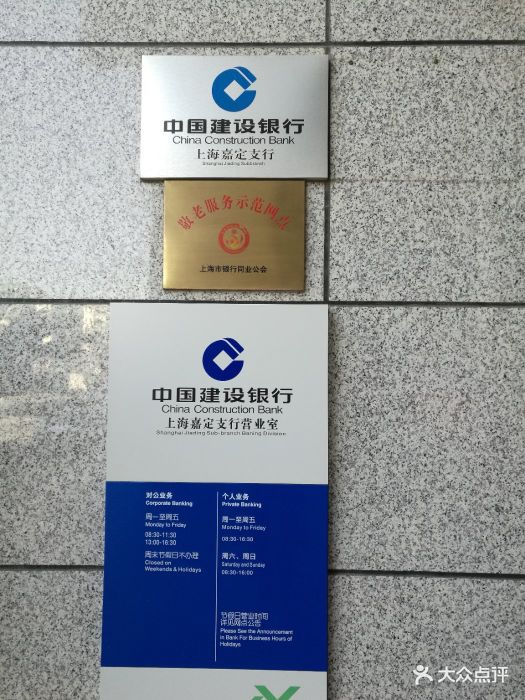 中国建设银行
China Construction Bank
上海嘉定支行
Shanghai Jiading Subbranch
敬老服务示范网点
上海市银行同业公会
中国建设银行
China Construction Bank
上海嘉定支行营业室
Shanghai Jiading Sub-branch Baning Division
对公业务
Corporate Banking
周一至周五
Monday to Friday
08:30-11:30
13:00-16:30
周末节假日不办理
Closed on
Weekends & Holidays
个人业务
Private Banking
周一至周五
Monday to Friday
08:30-16:30
周六、周日
Saturday and Sunday
08:30-16:00
节假日营业时间
详见网点公告
Please See the Announcement
in Bank For Business Hours of
Holidays
大众点评